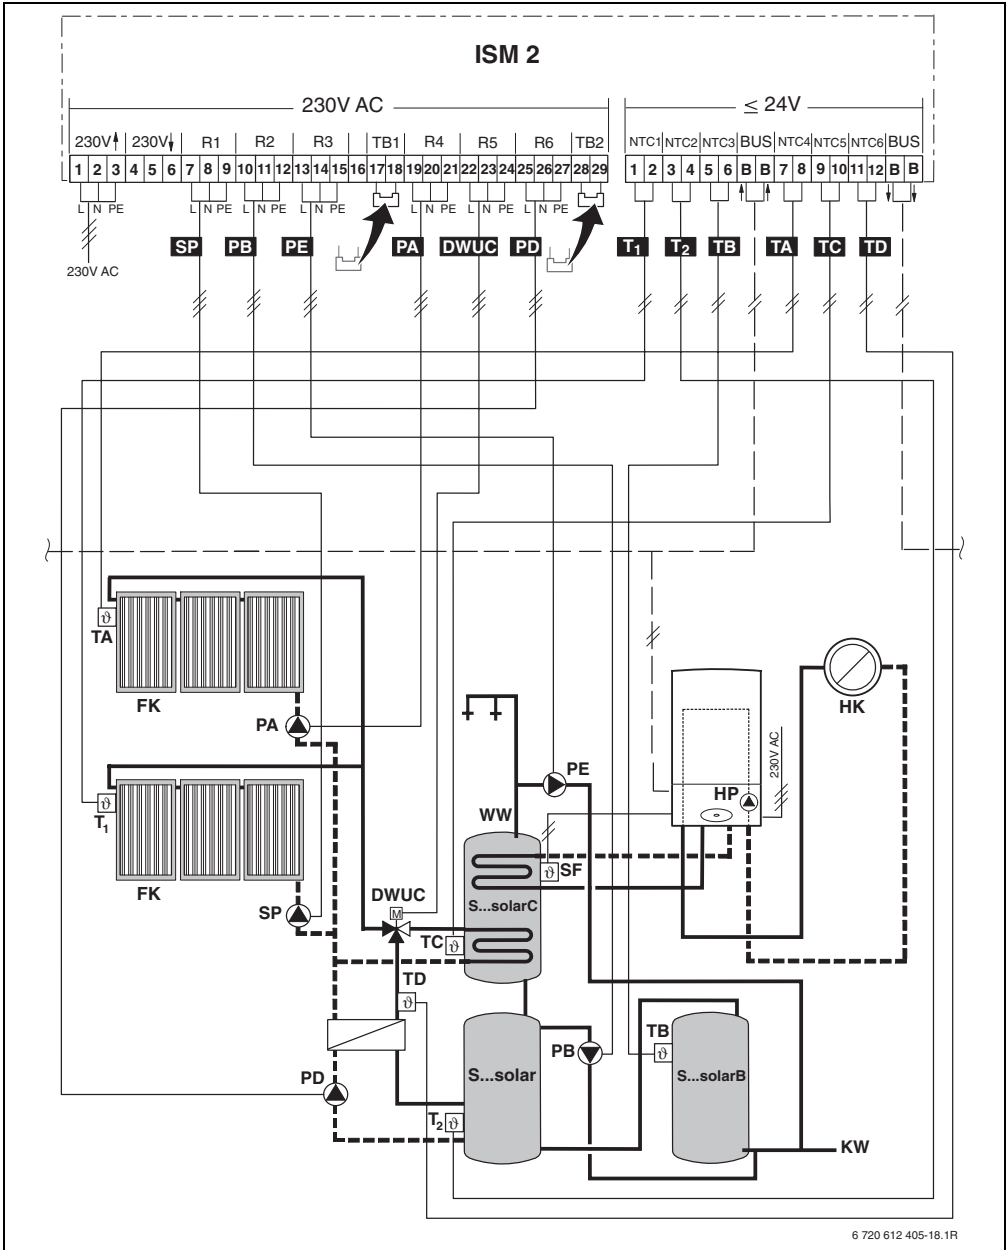 ISM 2
230V AC
≤ 24V
230V 230V R1 R2 R3 TB1 R4 R5 R6 TB2
NTC1 NTC2 NTC3 BUS NTC4 NTC5 NTC6 BUS
1 2 3 4 5 6 7 8 9 10 11 12 13 14 15 16 17 18 19 20 21 22 23 24 25 26 27 28 29
1 2 3 4 5 6 B B 7 8 9 10 11 12 B B
L N PE L N PE L N PE L N PE L N PE L N PE L N PE
SP PB PE PA DWUC PD T1 T2 TB TA TC TD
230V AC
ϑ
TA
FK
PA
HK
230V AC
PE
HP
ϑ
T1
WW
ϑ SF
FK
DWUC
S...solarC
SP
M
TC ϑ
TD
ϑ
TB
PB
ϑ
S...solar
S...solarB
PD
T2 ϑ
KW
6 720 612 405-18.1R